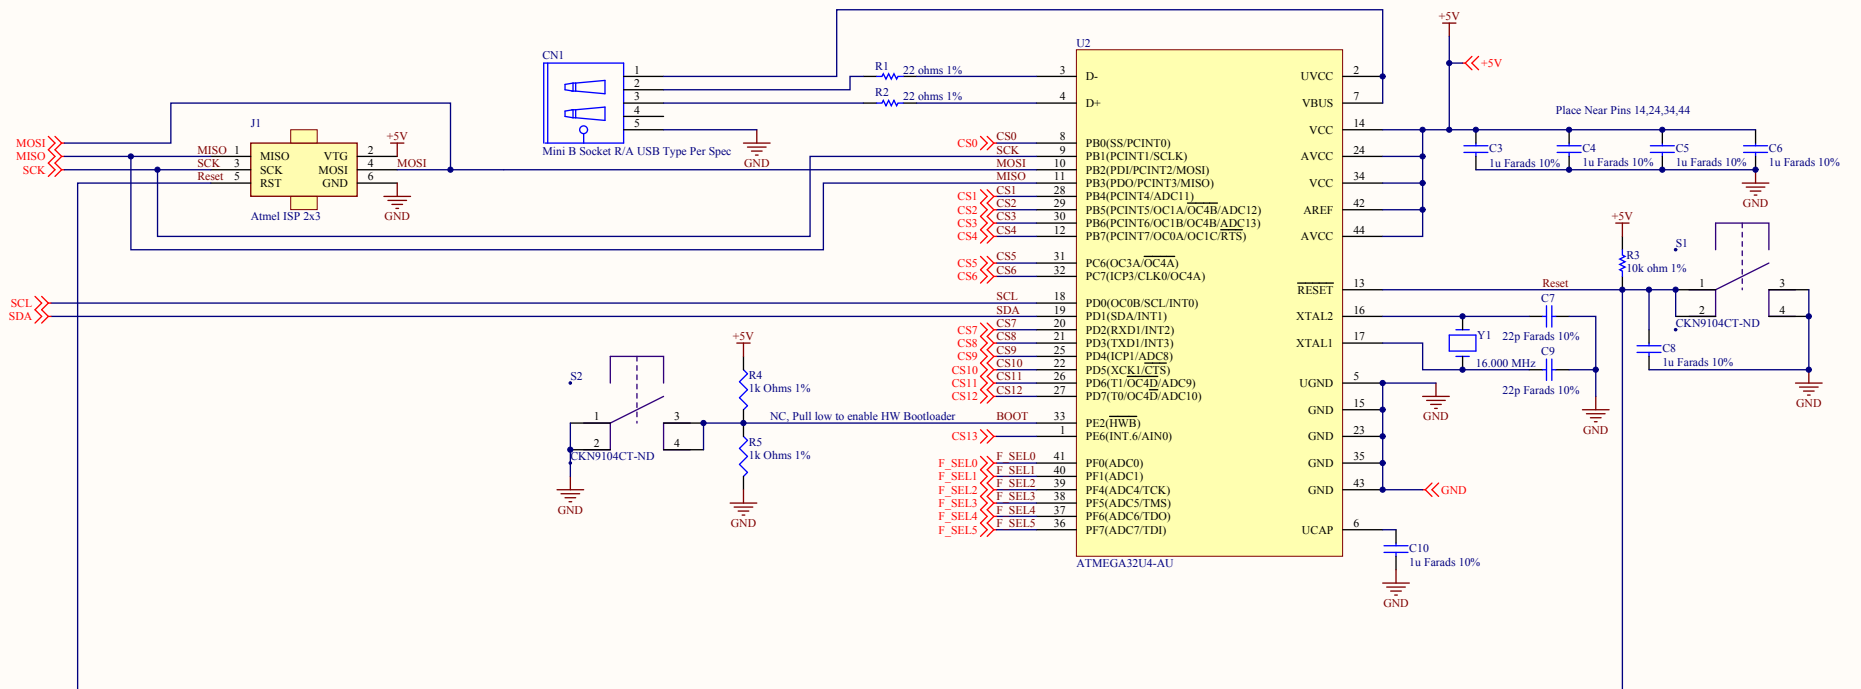 MOSI
MISO
SCK
J1
MISO 1 MISO VTG 2 +5V
SCK 3 SCK MOSI 4 MOSI
Reset 5 RST GND 6
GND
Atmel ISP 2x3
CN1
1
2
3
4
5
Mini B Socket R/A USB Type Per Spec
GND
R1 22 ohms 1%
R2 22 ohms 1%
SCL
SDA
U2
3 D-
4 D+
CS0 CS0 8 PB0(SS/PCINT0)
SCK 9 PB1(PCINT1/SCLK)
MOSI 10 PB2(PDI/PCINT2/MOSI)
MISO 11 PB3(PDO/PCINT3/MISO)
CS1 CS1 28 PB4(PCINT4/ADC11)
CS2 CS2 29 PB5(PCINT5/OC1A/OC4B/ADC12)
CS3 CS3 30 PB6(PCINT6/OC1B/OC4B/ADC13)
CS4 CS4 12 PB7(PCINT7/OC0A/OC1C/RTS)
CS5 CS5 31 PC6(OC3A/OC4A)
CS6 CS6 32 PC7(ICP3/CLK0/OC4A)
SCL 18 PD0(OC0B/SCL/INT0)
SDA 19 PD1(SDA/INT1)
CS7 CS7 20 PD2(RXD1/INT2)
CS8 CS8 21 PD3(TXD1/INT3)
CS9 CS9 25 PD4(ICP1/ADC8)
CS10 CS10 22 PD5(XCK1/CTS)
CS11 CS11 26 PD6(T1/OC4D/ADC9)
CS12 CS12 27 PD7(T0/OC4D/ADC10)
NC, Pull low to enable HW Bootloader BOOT 33 PE2(HWB)
CS13 1 PE6(INT.6/AIN0)
F_SEL0 F_SEL0 41 PF0(ADC0)
F_SEL1 F_SEL1 40 PF1(ADC1)
F_SEL2 F_SEL2 39 PF4(ADC4/TCK)
F_SEL3 F_SEL3 38 PF5(ADC5/TMS)
F_SEL4 F_SEL4 37 PF6(ADC6/TDO)
F_SEL5 F_SEL5 36 PF7(ADC7/TDI)
UVCC 2
VBUS 7
VCC 14
AVCC 24
VCC 34
AREF 42
AVCC 44
RESET 13
XTAL2 16
XTAL1 17
UGND 5
GND 15
GND 23
GND 35
GND 43
UCAP 6
ATMEGA32U4-AU
S2
1 3
2 4
CKN9104CT-ND
GND
+5V
R4
1k Ohms 1%
R5
1k Ohms 1%
GND
+5V
+5V
Place Near Pins 14,24,34,44
C3
1u Farads 10%
C4
1u Farads 10%
C5
1u Farads 10%
C6
1u Farads 10%
GND
+5V
R3
10k ohm 1%
Reset
S1
1 3
2 4
CKN9104CT-ND
C8
1u Farads 10%
GND
C7
22p Farads 10%
Y1
16.000 MHz
C9
22p Farads 10%
GND
GND
GND
C10
1u Farads 10%
GND